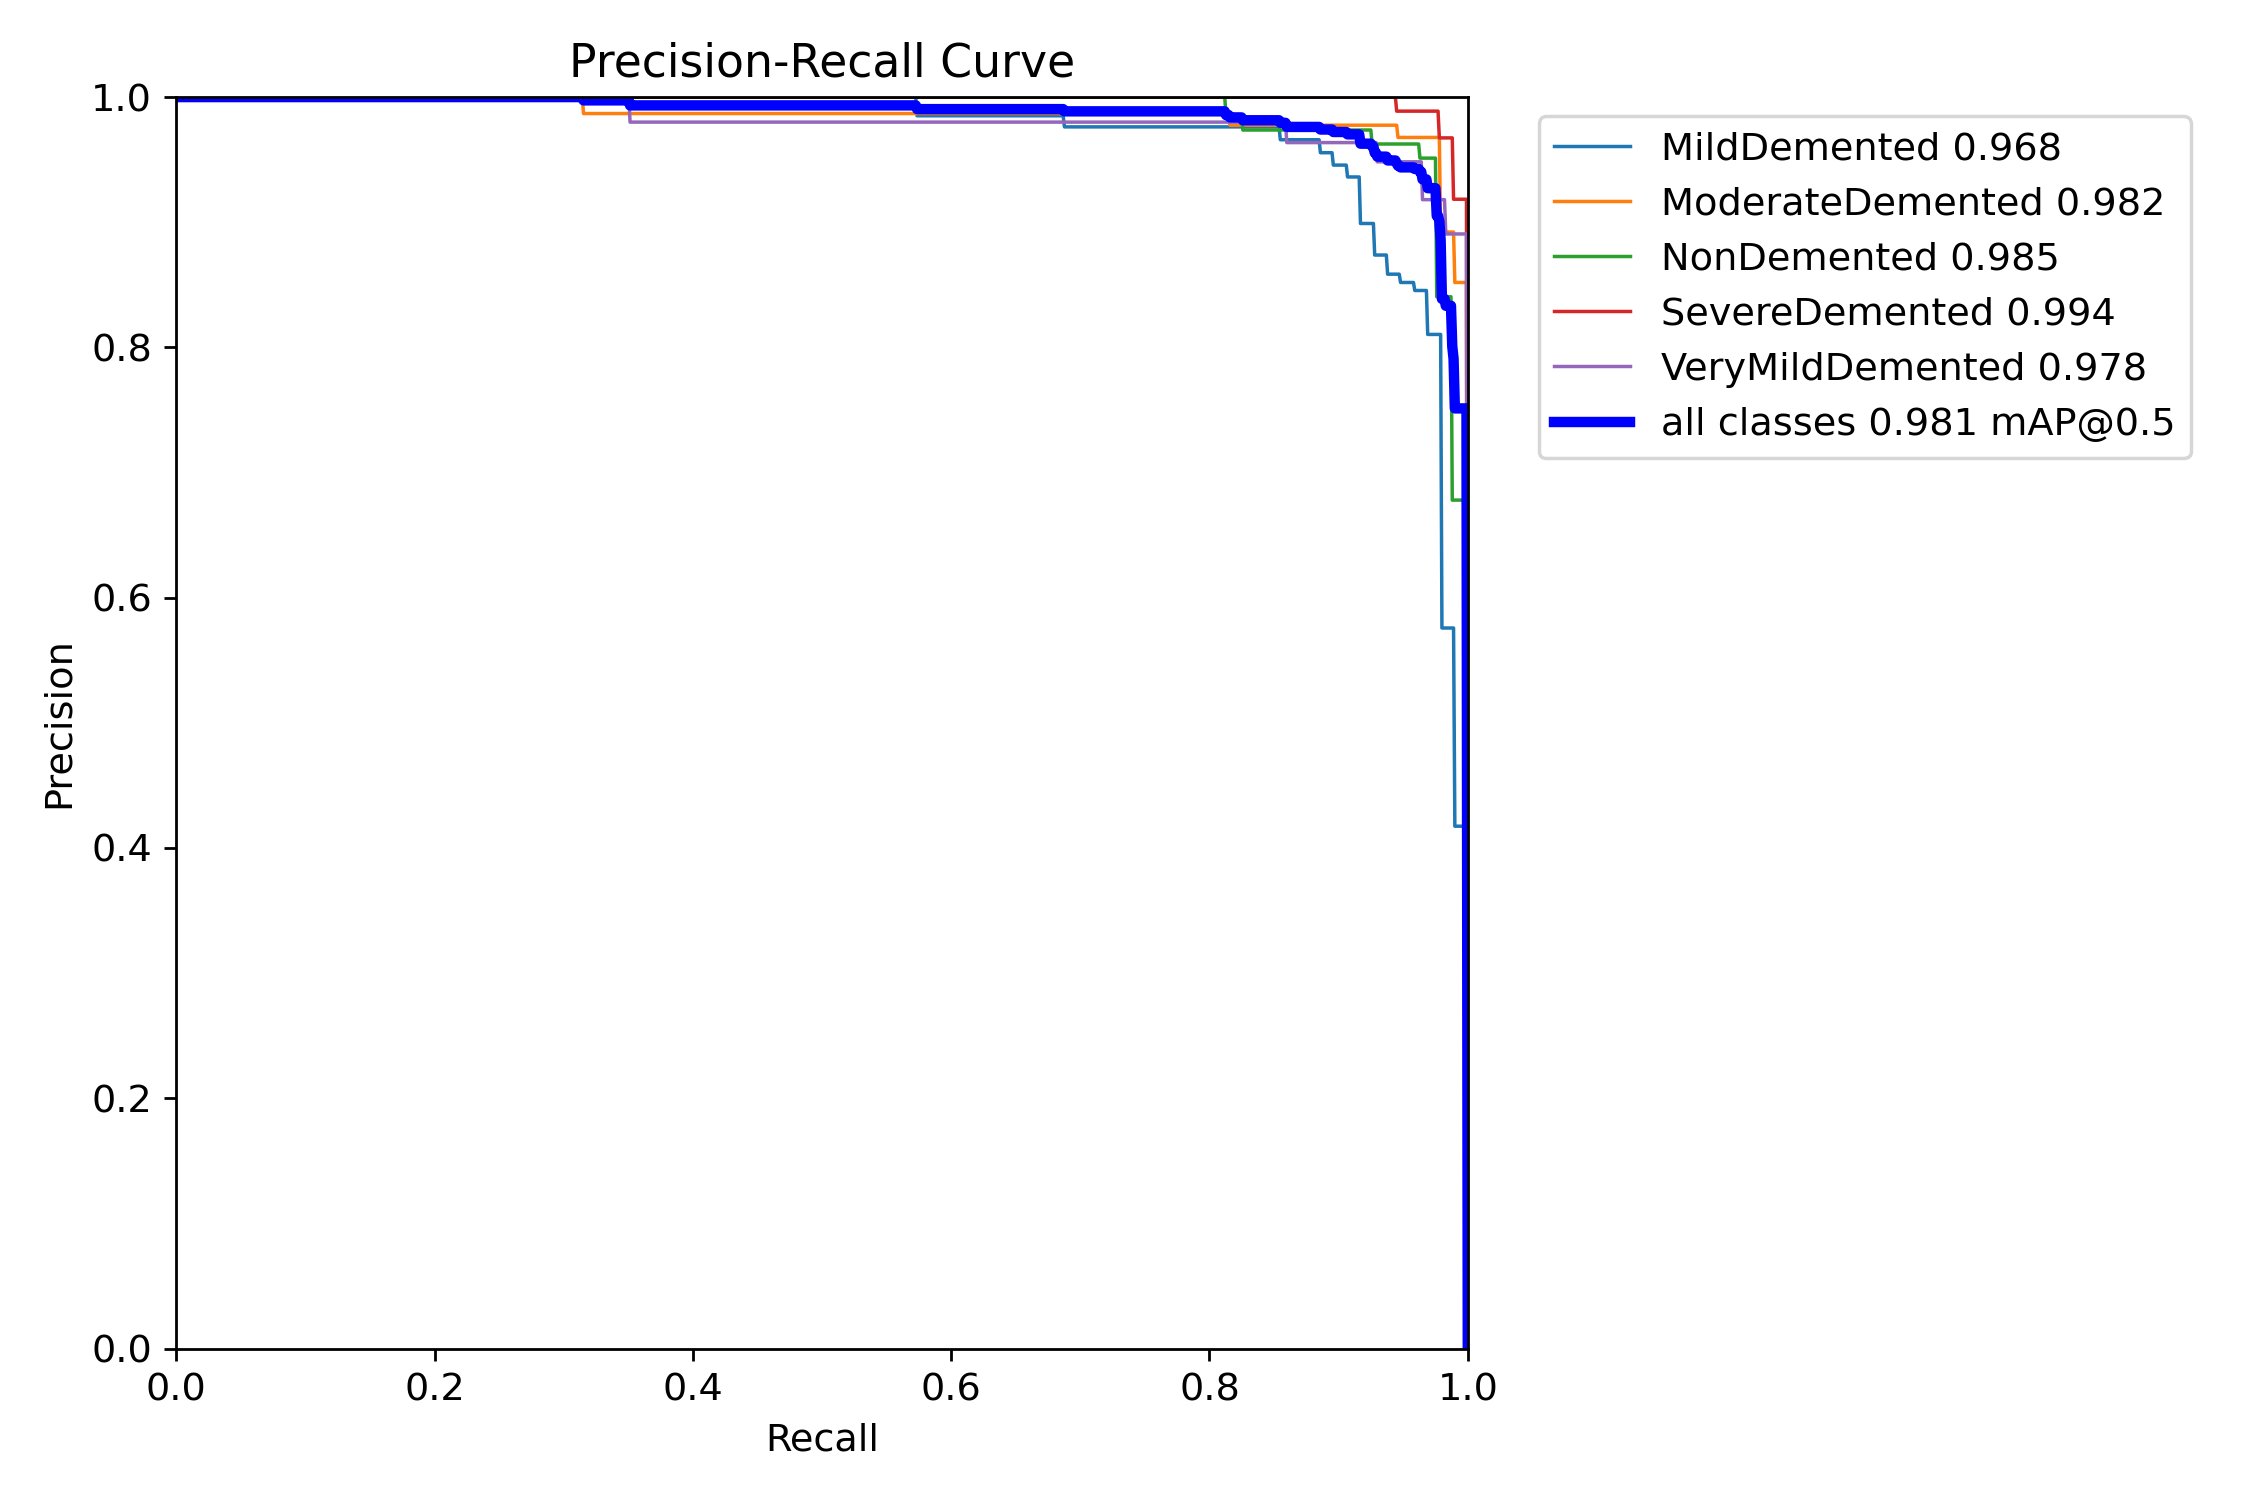 Precision-Recall Curve
1.0
0.8
0.6
0.4
0.2
0.0
Precision
0.0 0.2 0.4 0.6 0.8 1.0
Recall
MildDemented 0.968
ModerateDemented 0.982
NonDemented 0.985
SevereDemented 0.994
VeryMildDemented 0.978
all classes 0.981 mAP@0.5